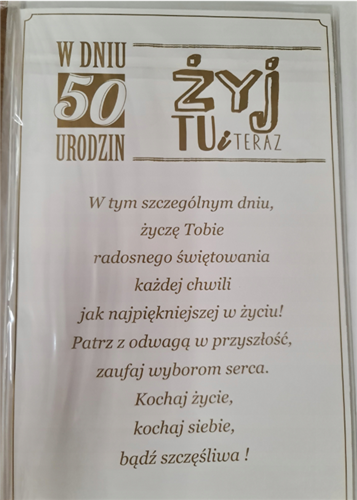 W DNIU
50
URODZIN
ŻYJ
TU i TERAZ
W tym szczególnym dniu,
życzę Tobie
radosnego świętowania
każdej chwili
jak najpiękniejszej w życiu!
Patrz z odwagą w przyszłość,
zaufaj wyborom serca.
Kochaj życie,
kochaj siebie,
bądź szczęśliwa !